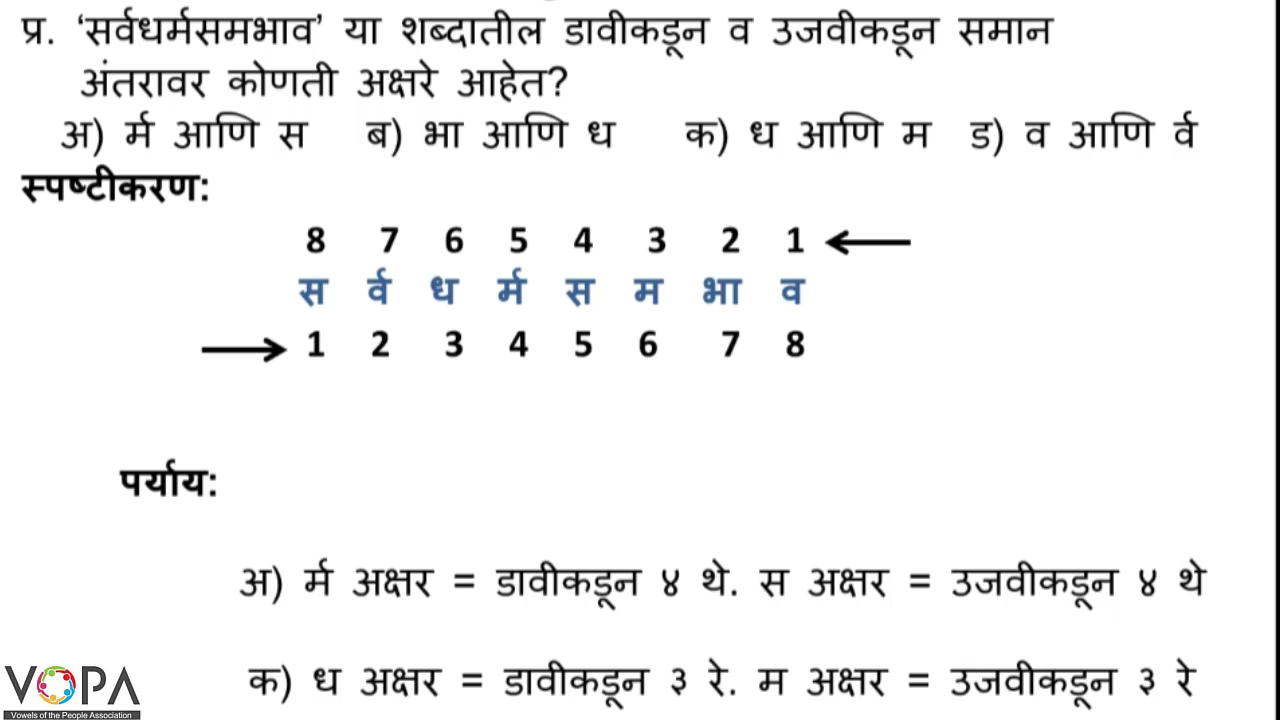 प्र. ‘सर्वधर्मसमभाव’ या शब्दातील डावीकडून व उजवीकडून समान
अंतरावर कोणती अक्षरे आहेत?
अ) र्म आणि स ब) भा आणि ध क) ध आणि म ड) व आणि र्व
स्पष्टीकरण:
8 7 6 5 4 3 2 1
स र्व ध र्म स म भा व
1 2 3 4 5 6 7 8
पर्याय:
अ) र्म अक्षर = डावीकडून ४ थे. स अक्षर = उजवीकडून ४ थे
क) ध अक्षर = डावीकडून ३ रे. म अक्षर = उजवीकडून ३ रे
VOPA
Vowels of the People Association